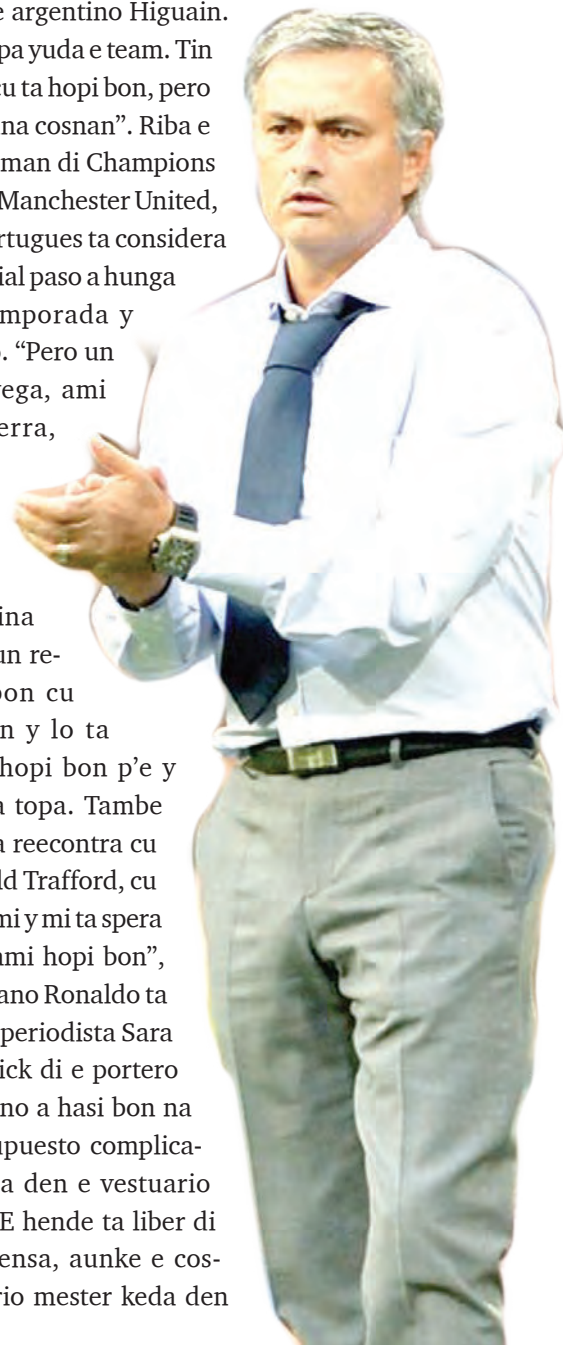 e argentino Higuain.
pa yuda e team. Tin
cu ta hopi bon, pero
na cosnan”. Riba e
man di Champions
Manchester United,
rtugues ta considera
ial paso a hunga
mporada y
. “Pero un
ega, ami
erra,
ina
un re-
on cu
n y lo ta
hopi bon p’e y
a topa. Tambe
a reecontra cu
ld Trafford, cu
mi y mi ta spera
ami hopi bon”,
ano Ronaldo ta
periodista Sara
ick di e portero
no a hasi bon na
upuesto complica-
a den e vestuario
E hende ta liber di
ensa, aunke e cos-
rio mester keda den